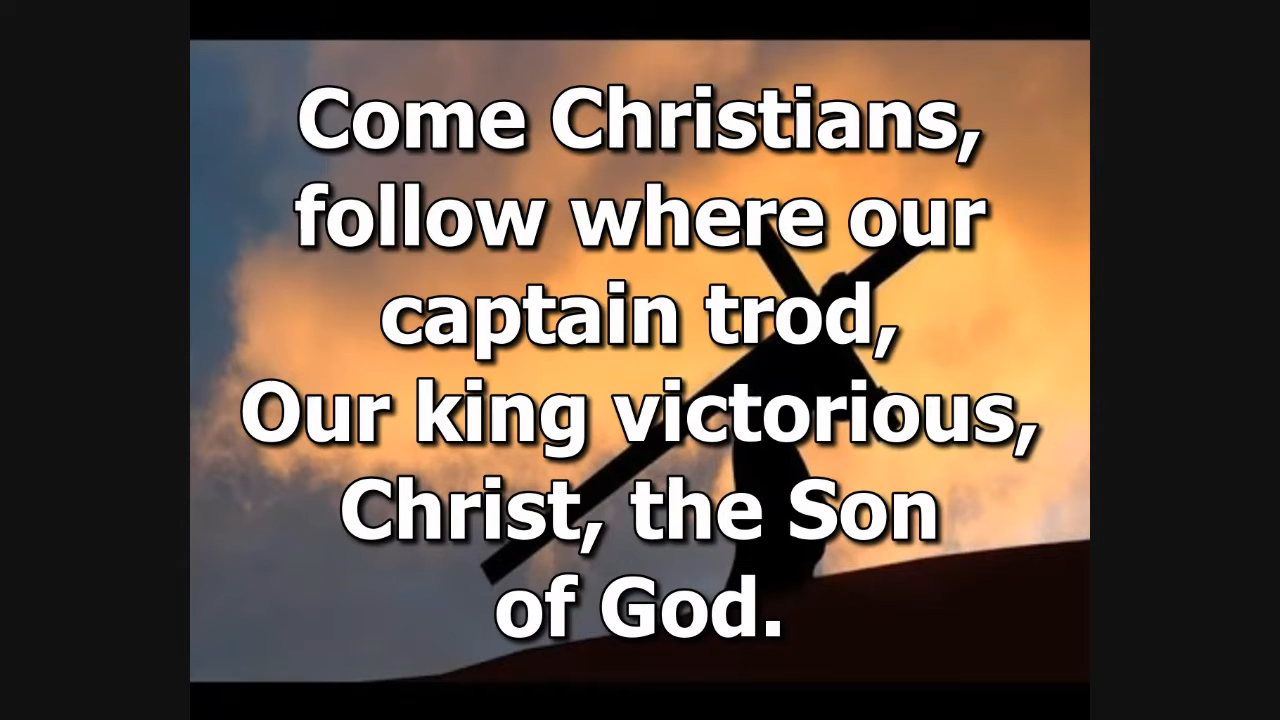 Come Christians,
follow where our
captain trod,
Our king victorious,
Christ, the Son
of God.